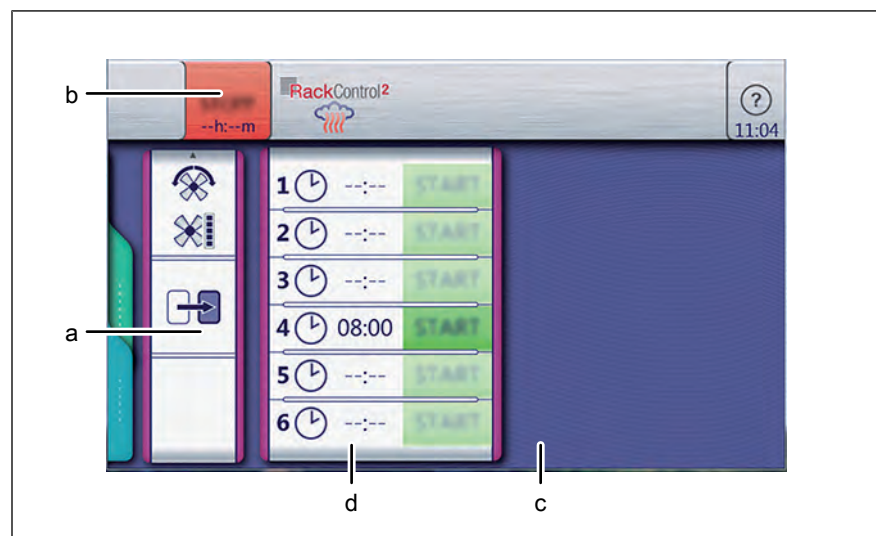 b
RackControl²
--h:--m
?
11:04
1 --:-- START
2 --:-- START
3 --:-- START
a
4 08:00 START
5 --:-- START
6 --:-- START
d
c